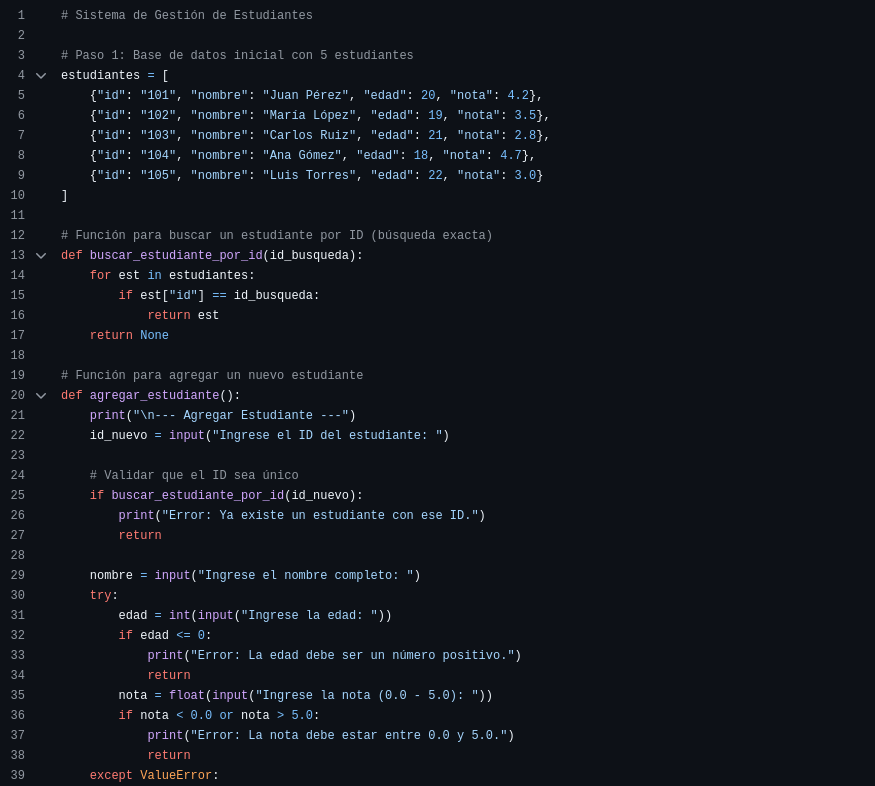 1 # Sistema de Gestión de Estudiantes
2
3 # Paso 1: Base de datos inicial con 5 estudiantes
4 estudiantes = [
5     {"id": "101", "nombre": "Juan Pérez", "edad": 20, "nota": 4.2},
6     {"id": "102", "nombre": "María López", "edad": 19, "nota": 3.5},
7     {"id": "103", "nombre": "Carlos Ruiz", "edad": 21, "nota": 2.8},
8     {"id": "104", "nombre": "Ana Gómez", "edad": 18, "nota": 4.7},
9     {"id": "105", "nombre": "Luis Torres", "edad": 22, "nota": 3.0}
10 ]
11
12 # Función para buscar un estudiante por ID (búsqueda exacta)
13 def buscar_estudiante_por_id(id_busqueda):
14     for est in estudiantes:
15         if est["id"] == id_busqueda:
16             return est
17     return None
18
19 # Función para agregar un nuevo estudiante
20 def agregar_estudiante():
21     print("\n--- Agregar Estudiante ---")
22     id_nuevo = input("Ingrese el ID del estudiante: ")
23
24     # Validar que el ID sea único
25     if buscar_estudiante_por_id(id_nuevo):
26         print("Error: Ya existe un estudiante con ese ID.")
27         return
28
29     nombre = input("Ingrese el nombre completo: ")
30     try:
31         edad = int(input("Ingrese la edad: "))
32         if edad <= 0:
33             print("Error: La edad debe ser un número positivo.")
34             return
35         nota = float(input("Ingrese la nota (0.0 - 5.0): "))
36         if nota < 0.0 or nota > 5.0:
37             print("Error: La nota debe estar entre 0.0 y 5.0.")
38             return
39     except ValueError: